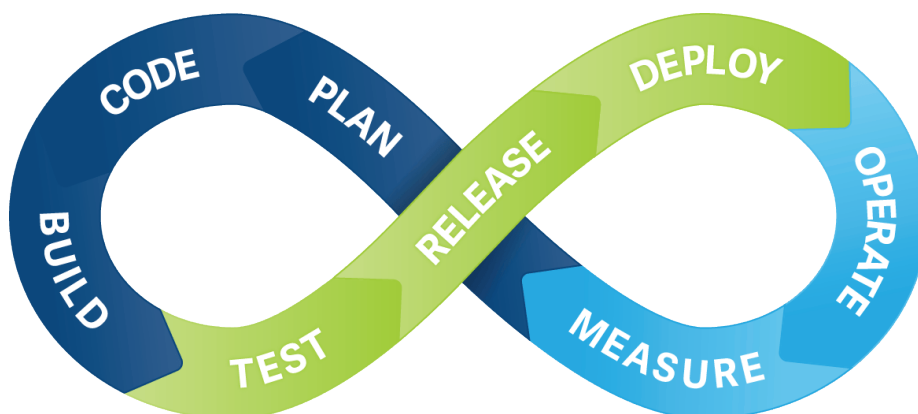 PLAN
CODE
BUILD
TEST
RELEASE
DEPLOY
OPERATE
MEASURE